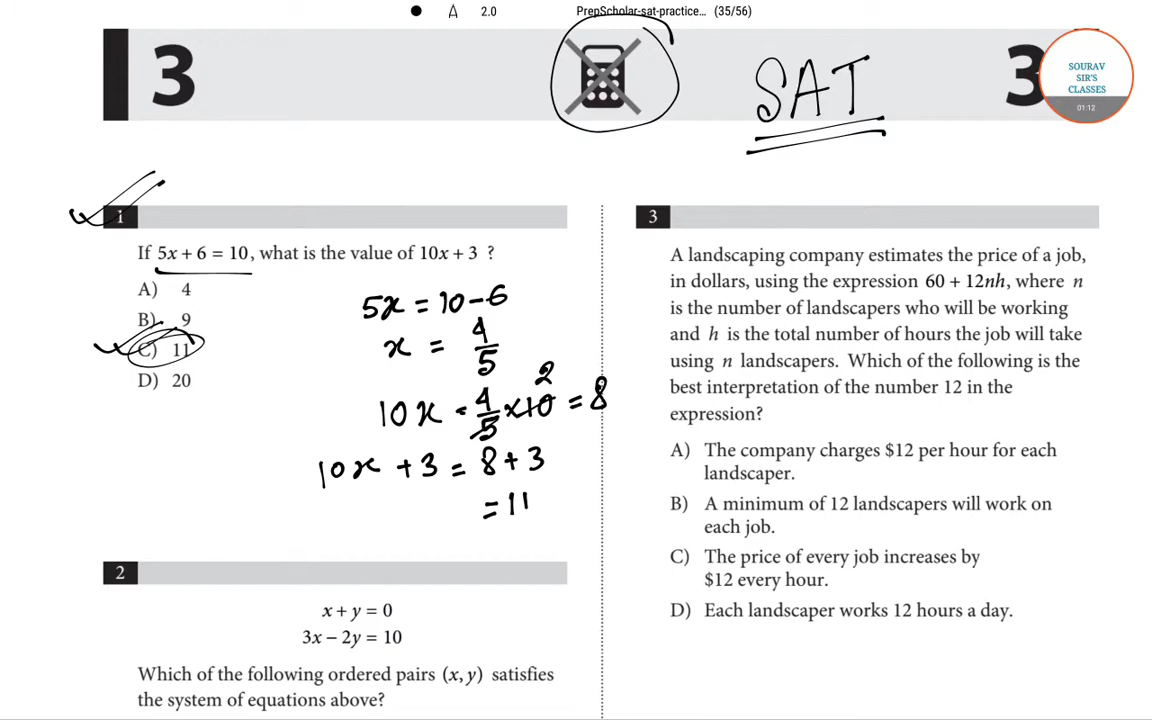 2.0 PrepScholar-sat-practice... (35/56)
3 SAT 3
SOURAV
SIR'S
CLASSES
01:12
1
If 5x + 6 = 10, what is the value of 10x + 3 ?
A) 4
B) 9
C) 11
D) 20
5x = 10 - 6
x = 4/5
10x = 4/5 × 10 = 8
2
10x + 3 = 8 + 3
= 11
2
x + y = 0
3x − 2y = 10
Which of the following ordered pairs (x, y) satisfies
the system of equations above?
3
A landscaping company estimates the price of a job,
in dollars, using the expression 60 + 12nh, where n
is the number of landscapers who will be working
and h is the total number of hours the job will take
using n landscapers. Which of the following is the
best interpretation of the number 12 in the
expression?
A) The company charges $12 per hour for each
landscaper.
B) A minimum of 12 landscapers will work on
each job.
C) The price of every job increases by
$12 every hour.
D) Each landscaper works 12 hours a day.